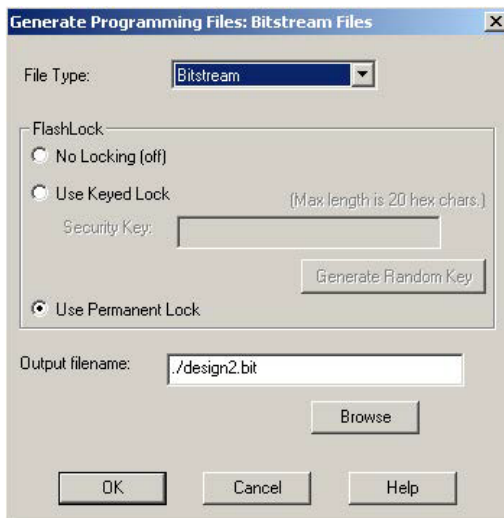 Generate Programming Files: Bitstream Files
File Type: Bitstream
FlashLock
No Locking (off)
Use Keyed Lock
(Max length is 20 hex chars.)
Security Key:
Generate Random Key
Use Permanent Lock
Output filename: ./design2.bit
Browse
OK Cancel Help